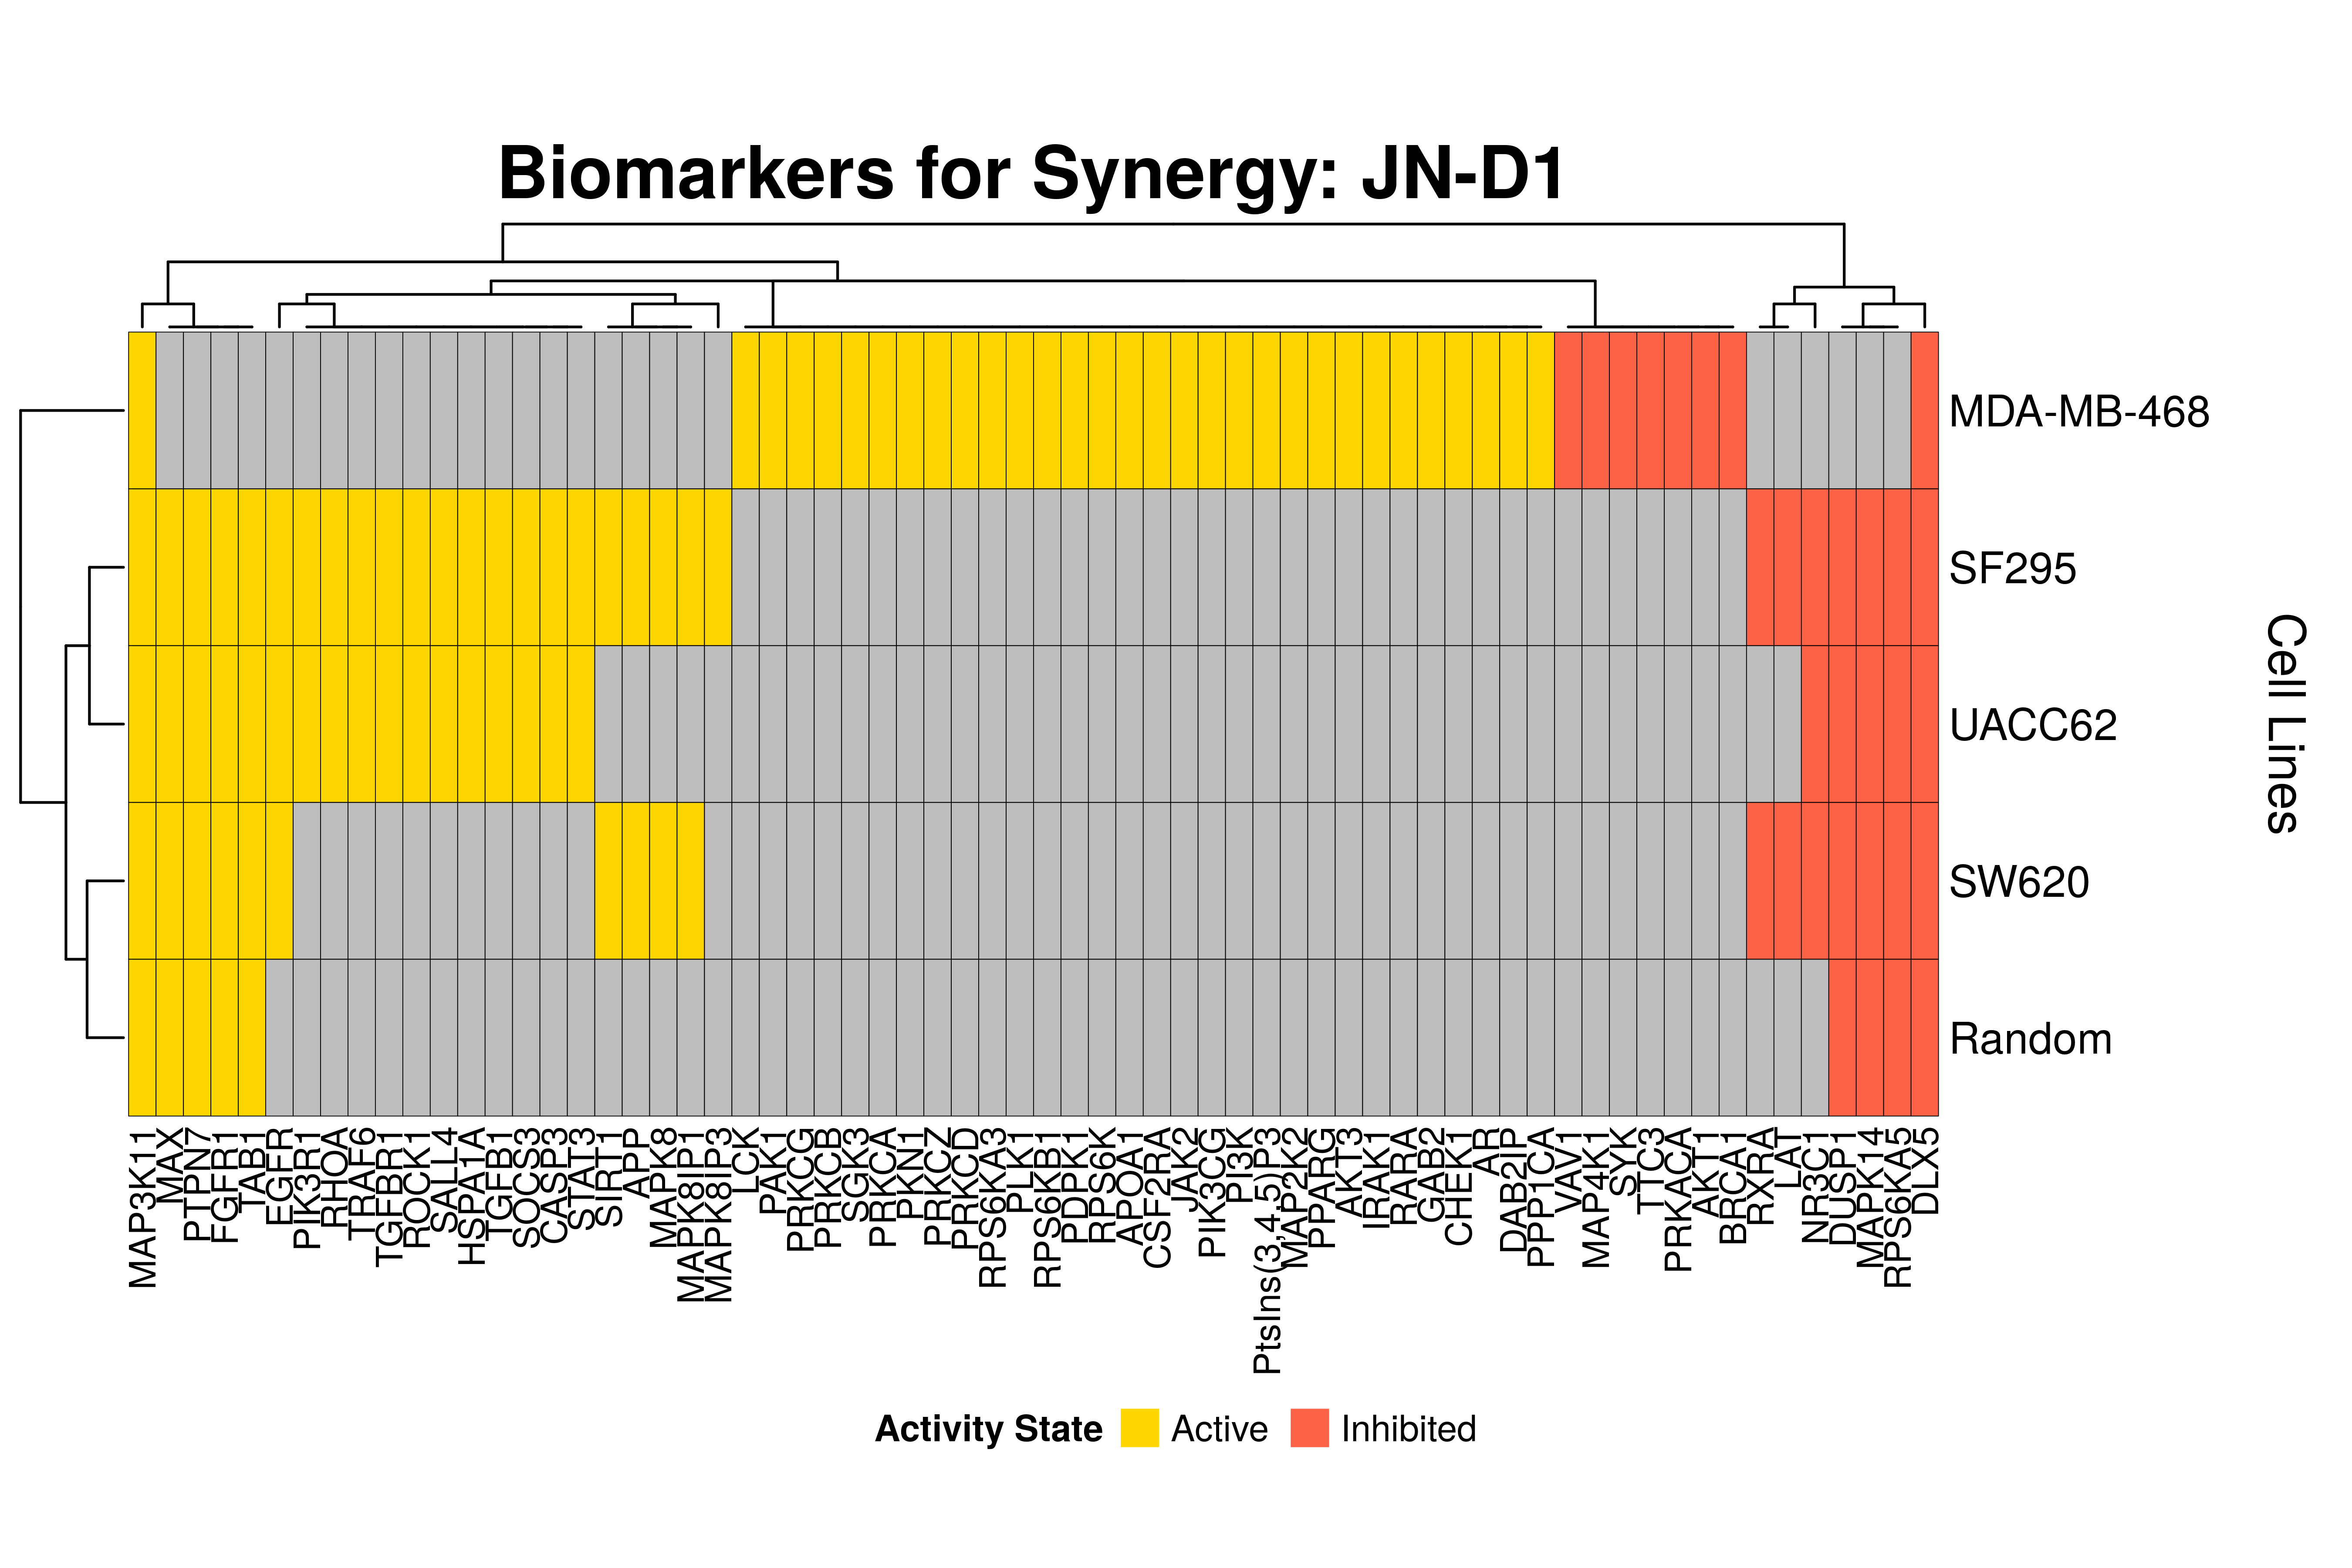 Biomarkers for Synergy: JN-D1
MDA-MB-468
SF295
UACC62
SW620
Random
Cell Lines
MAP3K11
MAX
PTPN7
FGFR1
TAB1
EGFR
PIK3R1
RHOA
TRAF6
TGFBR1
ROCK1
SALL4
HSPA1A
TGFB1
SOCS3
CASP3
STAT3
SIRT1
APP
MAPK8
MAPK8IP1
MAPK8IP3
LCK
PAK1
PRKCG
PRKCB
SGK3
PRKCA
PKN1
PRKCZ
PRKCD
RPS6KA3
PLK1
RPS6KB1
PDPK1
RPS6K
APOA1
CSF2RA
JAK2
PIK3CG
PI3K
PtsIns(3,4,5)P3
MAP2K2
PPARG
AKT3
IRAK1
RARA
GAB2
CHEK1
AR
DAB2IP
PPP1CA
VAV1
MAP4K1
SYK
TTC3
PRKACA
AKT1
BRCA1
RXRA
LAT
NR3C1
DUSP1
MAPK14
RPS6KA5
DLX5
Activity State Active Inhibited